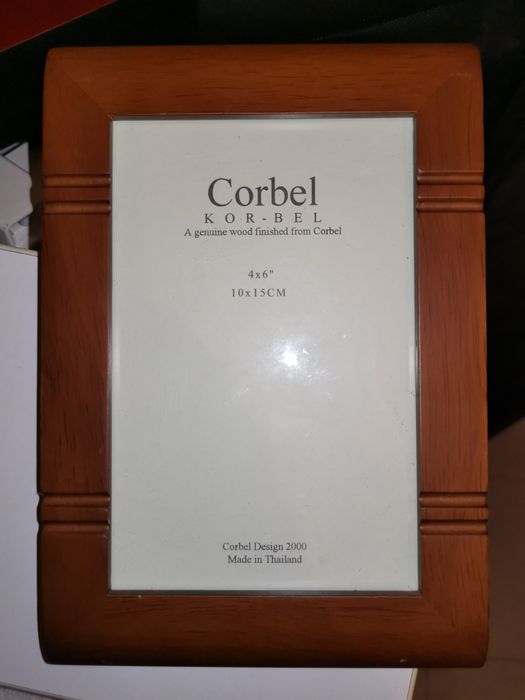 Corbel
KOR-BEL
A genuine wood finished from Corbel
4x6"
10x15CM
Corbel Design 2000
Made in Thailand